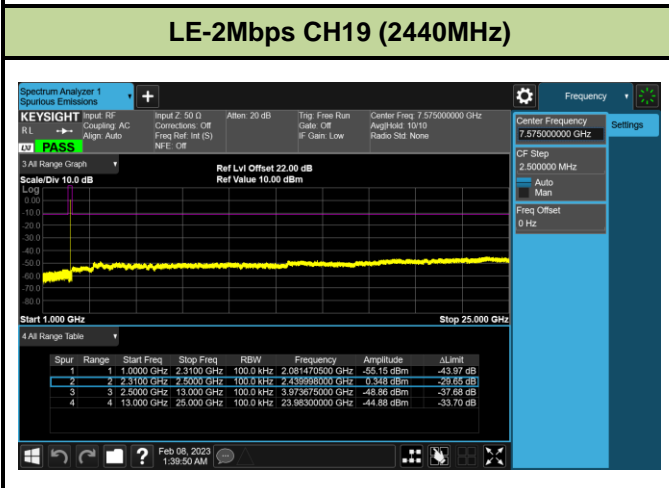 LE-2Mbps CH19 (2440MHz)
Spectrum Analyzer 1
Spurious Emissions
+
Frequency
KEYSIGHT
Input: RF
Coupling: AC
Align: Auto
Input Z: 50 Ω
Corrections: Off
Freq Ref: Int (S)
NFE: Off
Atten: 20 dB
Trig: Free Run
Gate: Off
IF Gain: Low
Center Freq: 7.575000000 GHz
Avg|Hold: 10/10
Radio Std: None
R L
LXI
PASS
Center Frequency
7.575000000 GHz
Settings
CF Step
2.500000 MHz
Auto
Man
Freq Offset
0 Hz
3 All Range Graph
Scale/Div 10.0 dB
Ref Lvl Offset 22.00 dB
Ref Value 10.00 dBm
Log
0.00
-10.0
-20.0
-30.0
-40.0
-50.0
-60.0
-70.0
-80.0
Start 1.000 GHz
Stop 25.000 GHz
4 All Range Table
Spur Range Start Freq Stop Freq RBW Frequency Amplitude ΔLimit
1 1 1.0000 GHz 2.3100 GHz 100.0 kHz 2.081470500 GHz -55.15 dBm -43.97 dB
2 2 2.3100 GHz 2.5000 GHz 100.0 kHz 2.439998000 GHz 0.348 dBm -29.65 dB
3 3 2.5000 GHz 13.000 GHz 100.0 kHz 3.973675000 GHz -48.86 dBm -37.68 dB
4 4 13.000 GHz 25.000 GHz 100.0 kHz 23.98300000 GHz -44.88 dBm -33.70 dB
?
Feb 08, 2023
1:39:50 AM